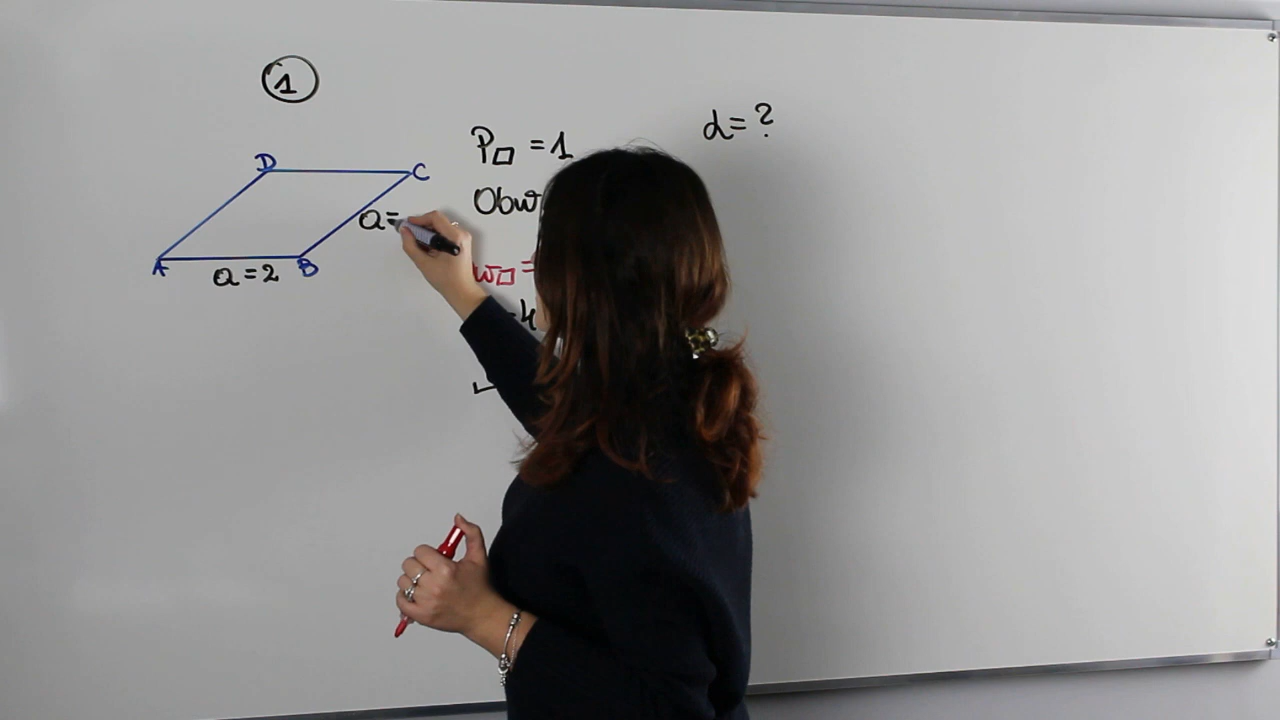 1
d=?
D
C
P□ =1
Obw
a=
A
B
a=2
w□=